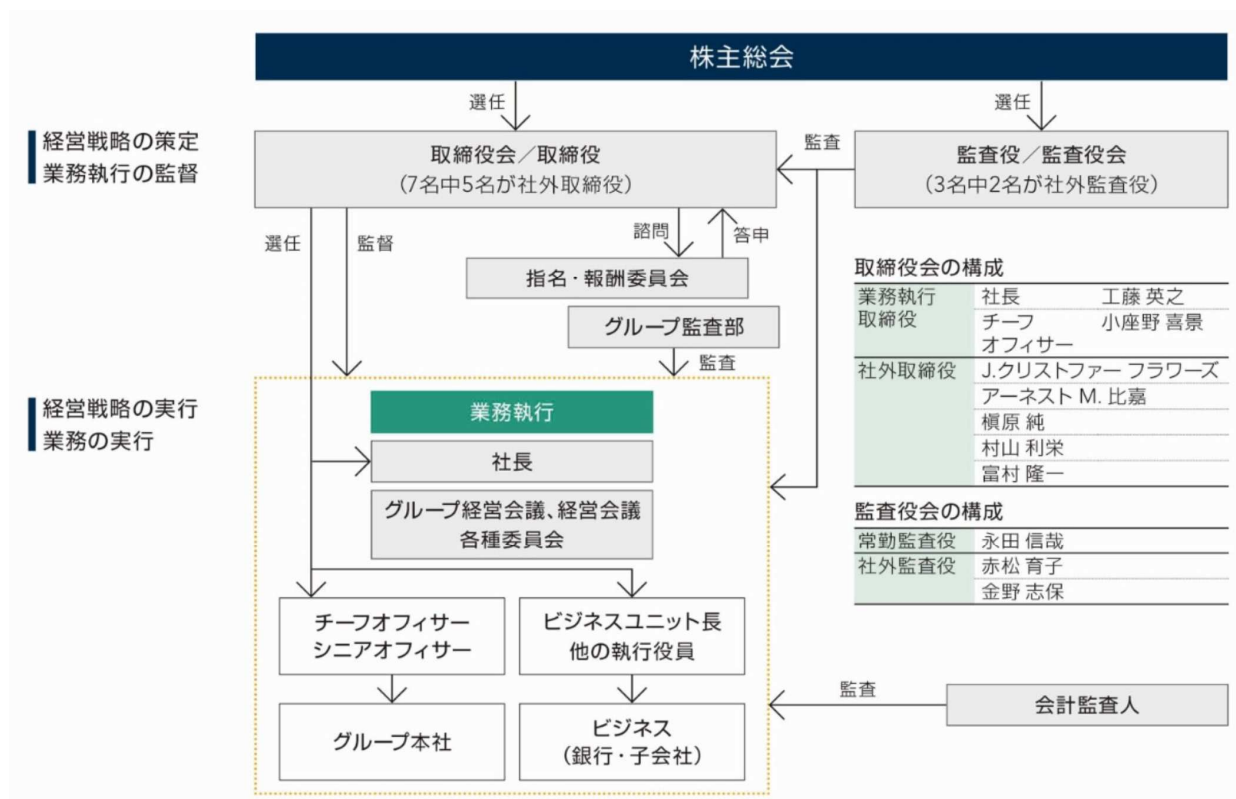 株主総会
選任
選任
経営戦略の策定
業務執行の監督
取締役会／取締役
（7名中5名が社外取締役）
監査
監査役／監査役会
（3名中2名が社外監査役）
選任
監督
諮問
答申
指名・報酬委員会
グループ監査部
監査
取締役会の構成
業務執行
取締役
社長
工藤 英之
チーフ
オフィサー
小座野 喜景
社外取締役
J.クリストファー フラワーズ
アーネスト M. 比嘉
槇原 純
村山 利栄
富村 隆一
監査役会の構成
常勤監査役
永田 信哉
社外監査役
赤松 育子
金野 志保
経営戦略の実行
業務の実行
業務執行
社長
グループ経営会議、経営会議
各種委員会
チーフオフィサー
シニアオフィサー
ビジネスユニット長
他の執行役員
グループ本社
ビジネス
（銀行・子会社）
監査
会計監査人